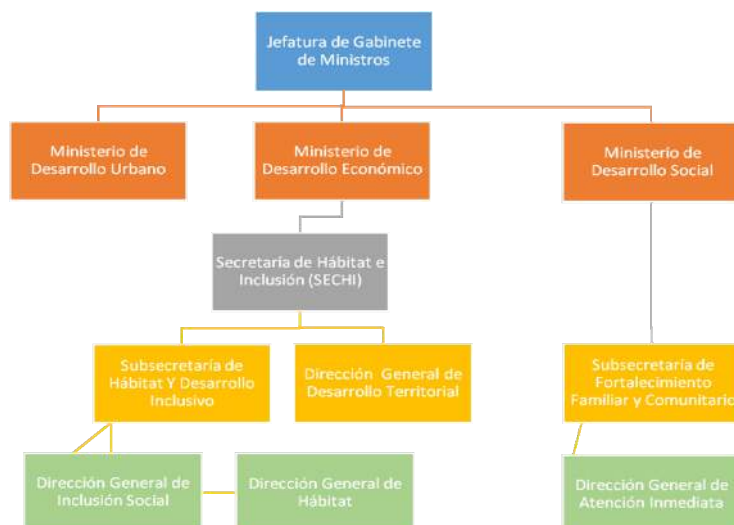 Jefatura de Gabinete
de Ministros
Ministerio de
Desarrollo Urbano
Ministerio de
Desarrollo Económico
Ministerio de
Desarrollo Social
Secretaría de Hábitat e
Inclusión (SECHI)
Subsecretaría de
Hábitat Y Desarrollo
Inclusivo
Dirección General de
Desarrollo Territorial
Subsecretaría de
Fortalecimiento
Familiar y Comunitario
Dirección General de
Inclusión Social
Dirección General de
Hábitat
Dirección General de
Atención Inmediata